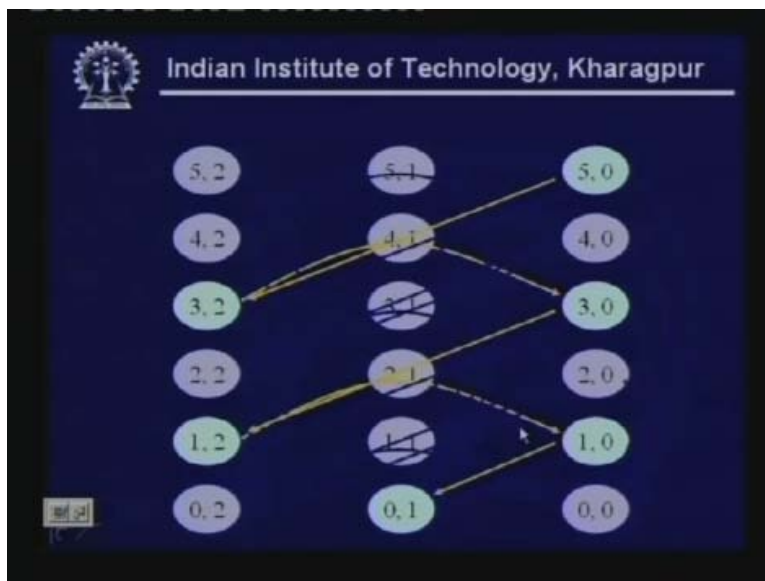 Indian Institute of Technology, Kharagpur
5, 2 5, 1 5, 0
4, 2 4, 1 4, 0
3, 2 3, 1 3, 0
2, 2 2, 1 2, 0
1, 2 1, 1 1, 0
0, 2 0, 1 0, 0